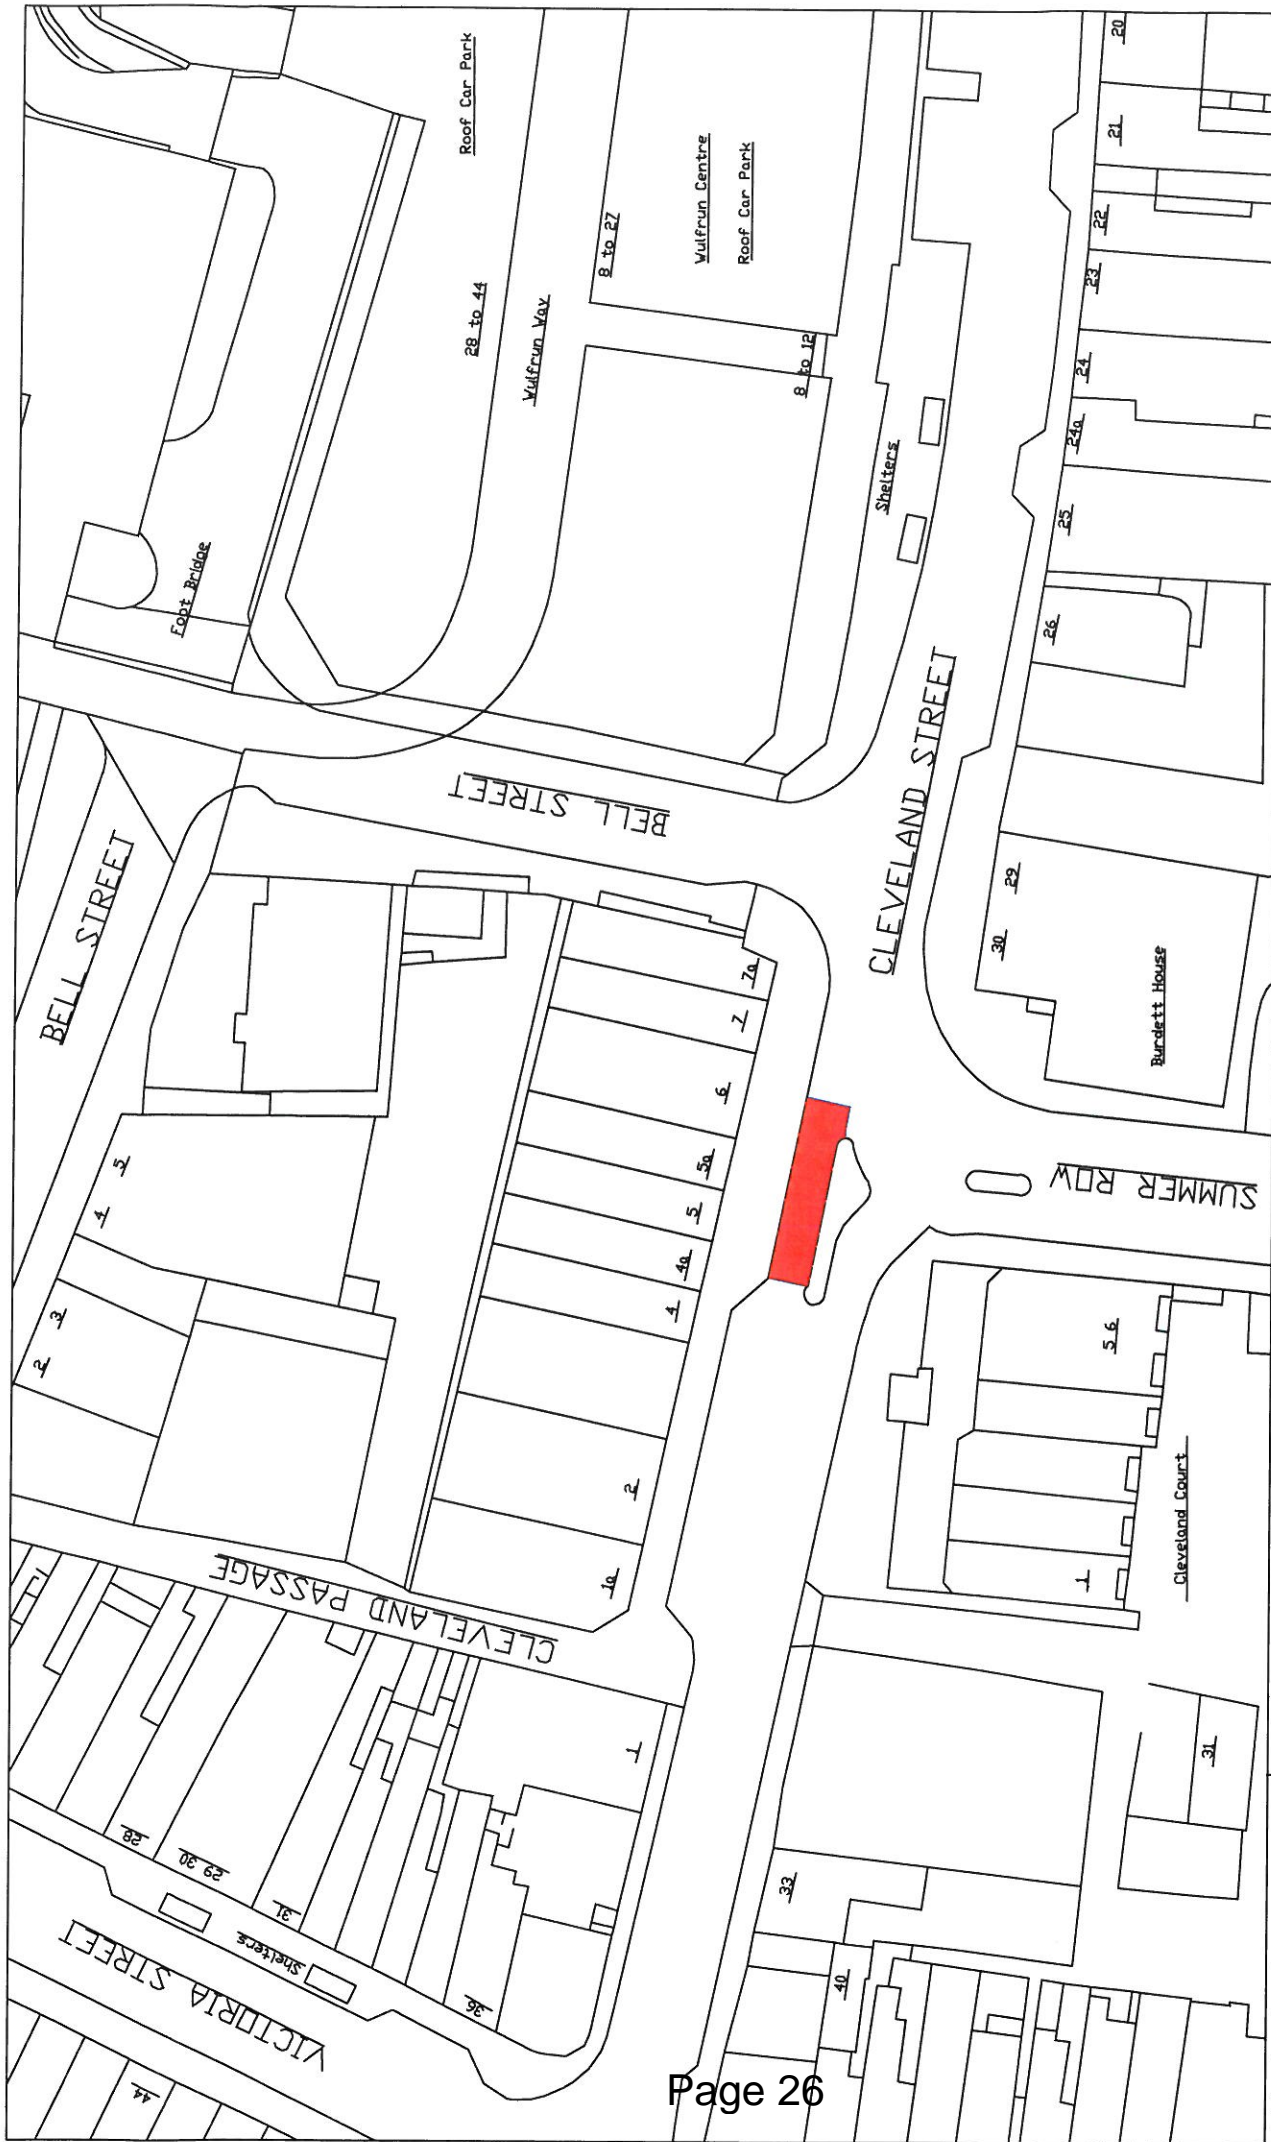 Roof Car Park
20
21
Wulfrun Centre
Roof Car Park
22
8 to 27
23
28 to 44
Wulfrun Way
8 to 12
24
24a
Shelters
25
Foot Bridge
26
CLEVELAND STREET
BELL STREET
BELL STREET
29
30
Burdett House
7a
7
6
5a
5
4a
4
2
1a
5
4
3
2
SUMMER ROW
5 6
Cleveland Court
1
CLEVELAND PASSAGE
1
31
28
29 30
31
Shelters
36
VICTORIA STREET
33
40
44
Page 26